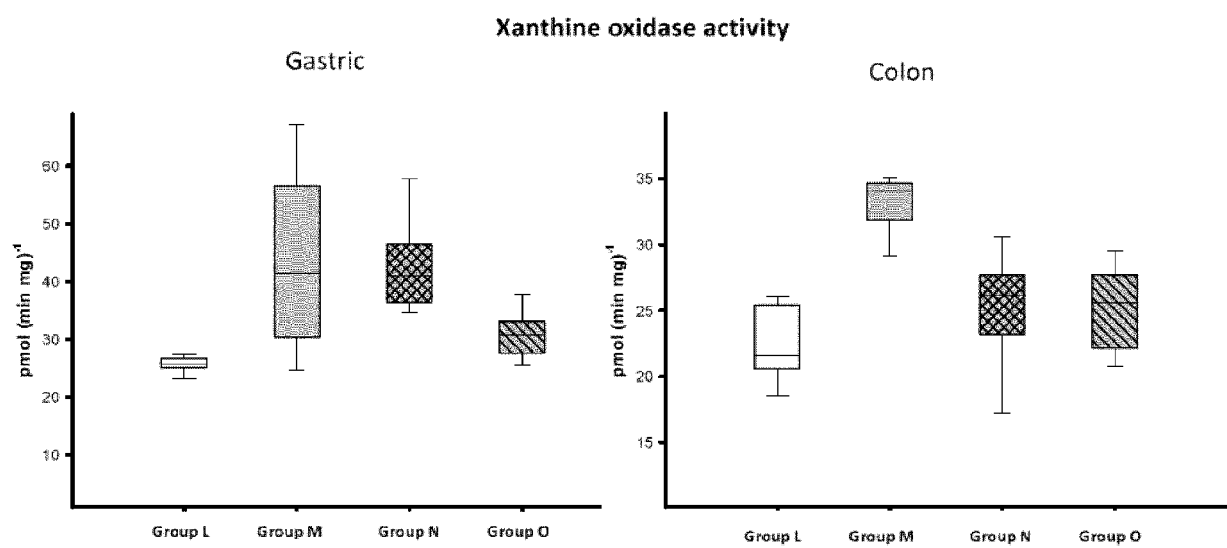 Xanthine oxidase activity
Gastric
pmol (min mg)⁻¹
60
50
40
30
20
10
Group L Group M Group N Group O
Colon
pmol (min mg)⁻¹
35
30
25
20
15
Group L Group M Group N Group O